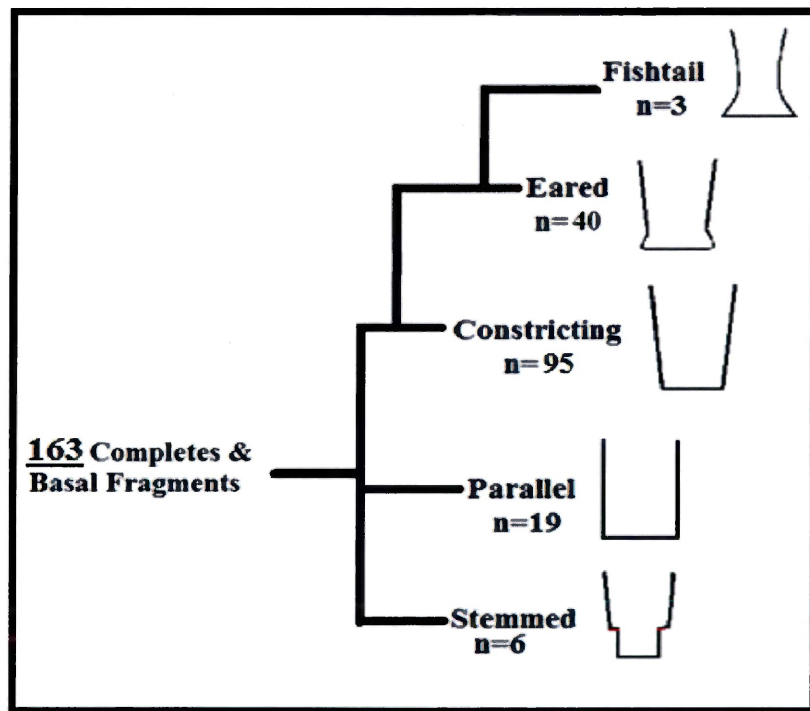 Fishtail
n=3
Eared
n=40
Constricting
n=95
163 Completes &
Basal Fragments
Parallel
n=19
Stemmed
n=6